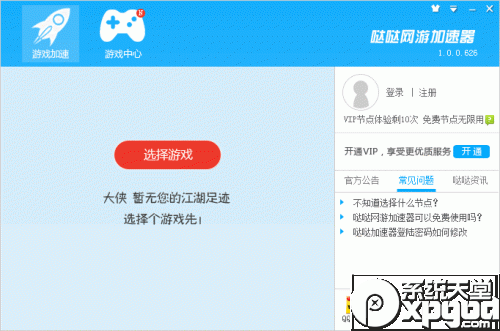 哒哒网游加速器
1.0.0.626
游戏加速
游戏中心
登录 | 注册
VIP节点体验剩10次 免费节点无限用
开通VIP，享受更优质服务 开 通
官方公告 常见问题 哒哒资讯
不知道选择什么节点?
哒哒网游加速器可以免费使用吗?
哒哒加速器登陆密码如何修改
选择游戏
大侠 暂无您的江湖足迹
选择个游戏先!
系统天堂
xpgod